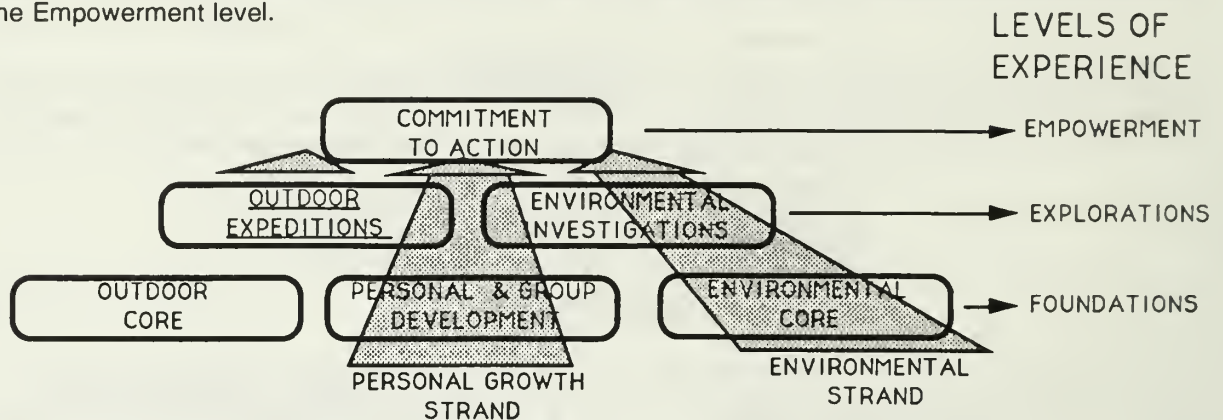 ne Empowerment level.
LEVELS OF
EXPERIENCE
COMMITMENT
TO ACTION
EMPOWERMENT
OUTDOOR
EXPEDITIONS
ENVIRONMENTAL
INVESTIGATIONS
EXPLORATIONS
OUTDOOR
CORE
PERSONAL & GROUP
DEVELOPMENT
ENVIRONMENTAL
CORE
FOUNDATIONS
PERSONAL GROWTH
STRAND
ENVIRONMENTAL
STRAND